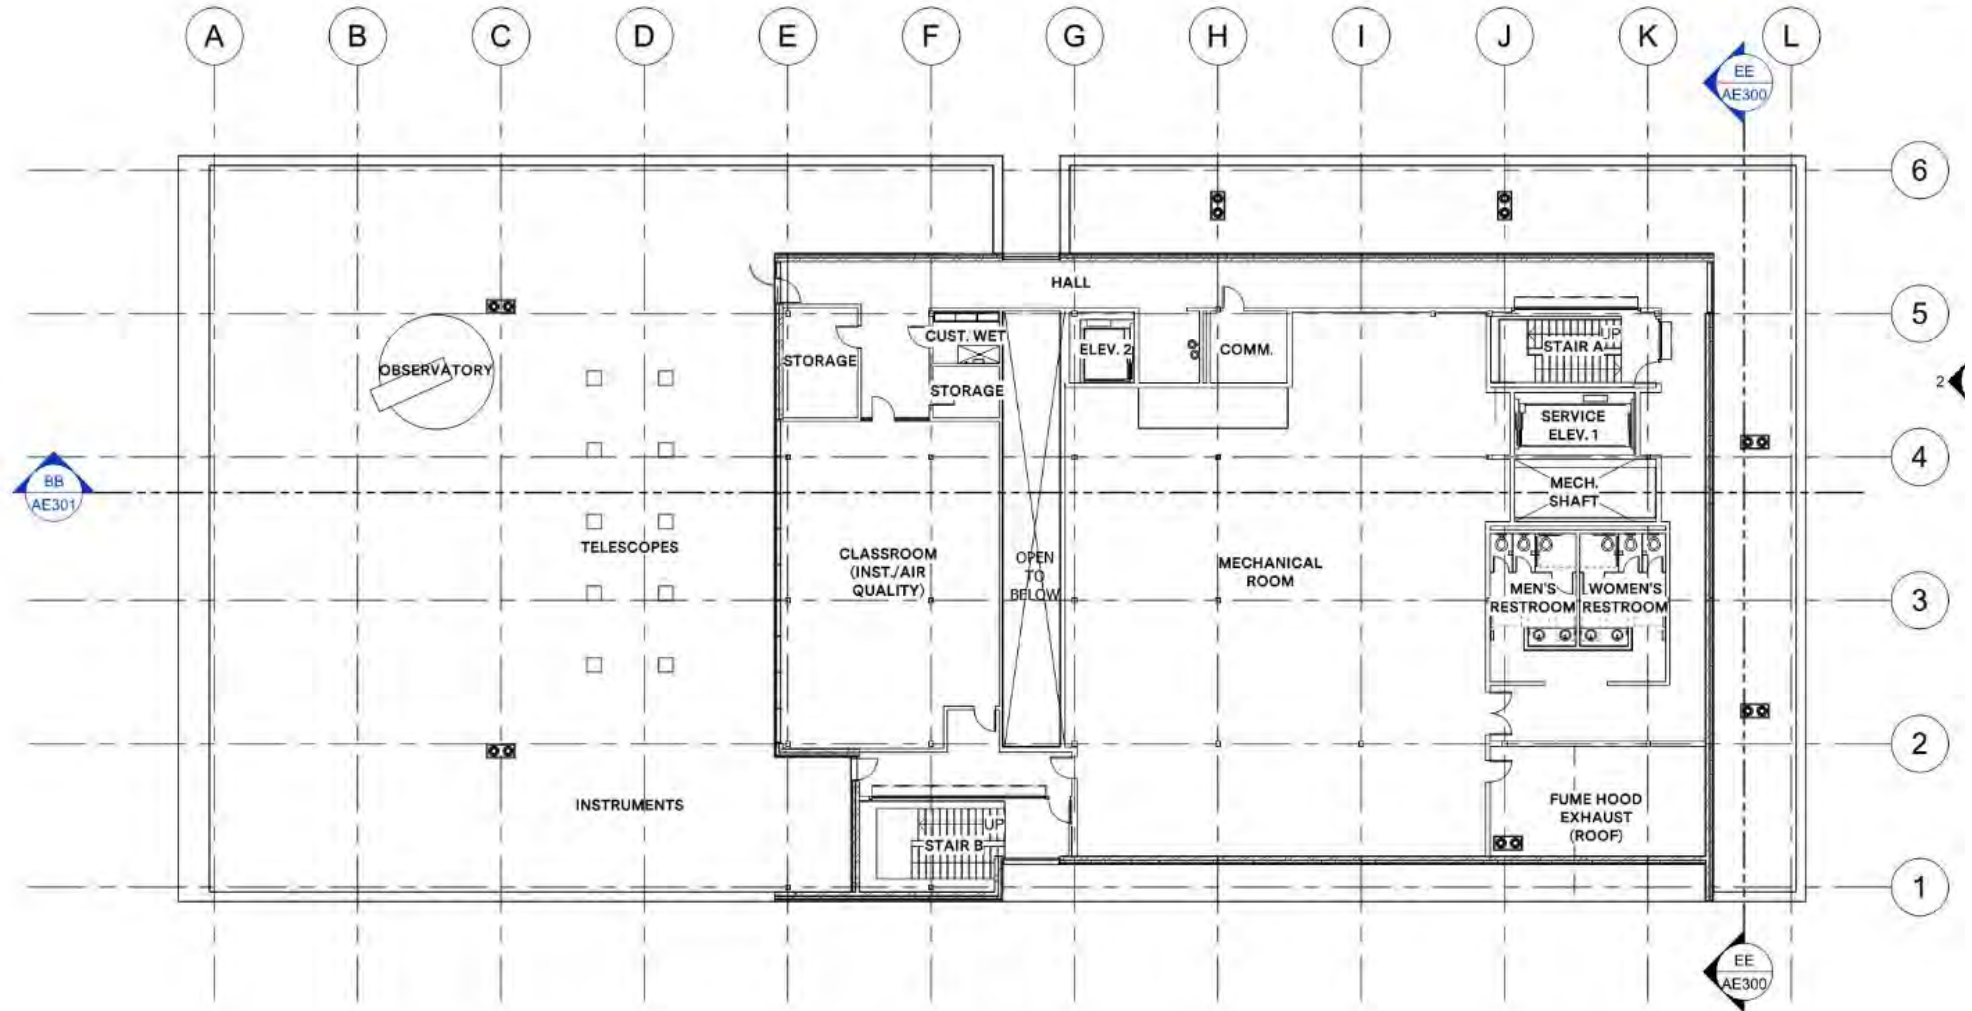 A B C D E F G H I J K L
EE
AE300
6
HALL
5
CUST. WET
UP
ELEV. 2
COMM.
STAIR A
STORAGE
OBSERVATORY
2
STORAGE
SERVICE
ELEV. 1
4
BB
AE301
MECH.
SHAFT
TELESCOPES
CLASSROOM
(INST./AIR
QUALITY)
OPEN
TO
BELOW
MECHANICAL
ROOM
MEN'S
RESTROOM
WOMEN'S
RESTROOM
3
2
INSTRUMENTS
UP
STAIR B
FUME HOOD
EXHAUST
(ROOF)
1
EE
AE300